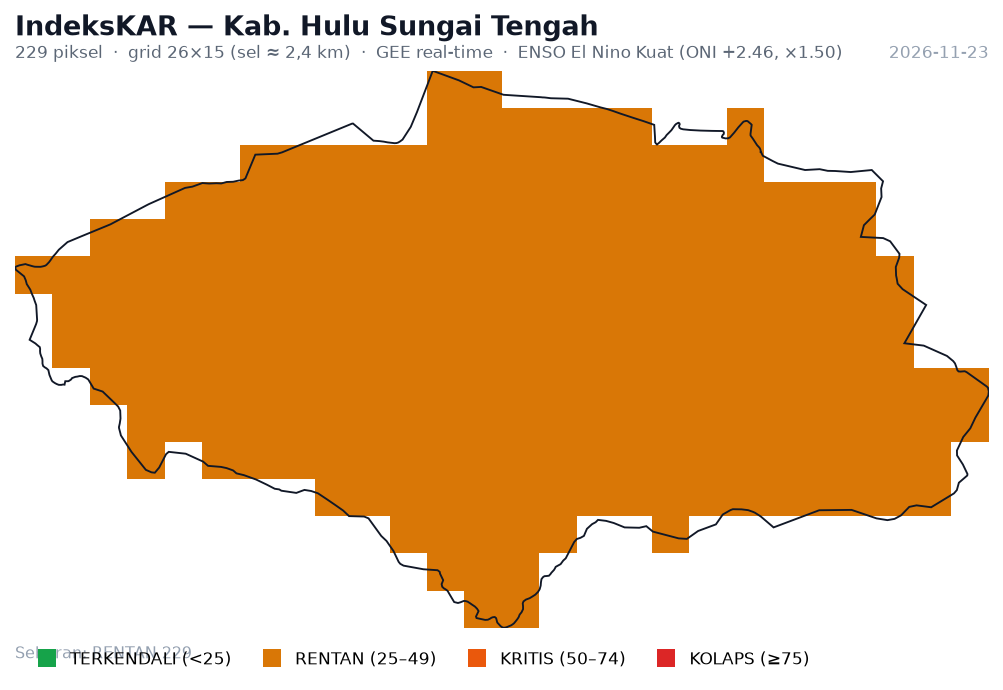 IndeksKAR — Kab. Hulu Sungai Tengah
229 piksel · grid 26×15 (sel ≈ 2,4 km) · GEE real-time · ENSO El Nino Kuat (ONI +2.46, ×1.50) 2026-11-23
RENTAN 229
TERKENDALI (<25) RENTAN (25–49) KRITIS (50–74) KOLAPS (≥75)